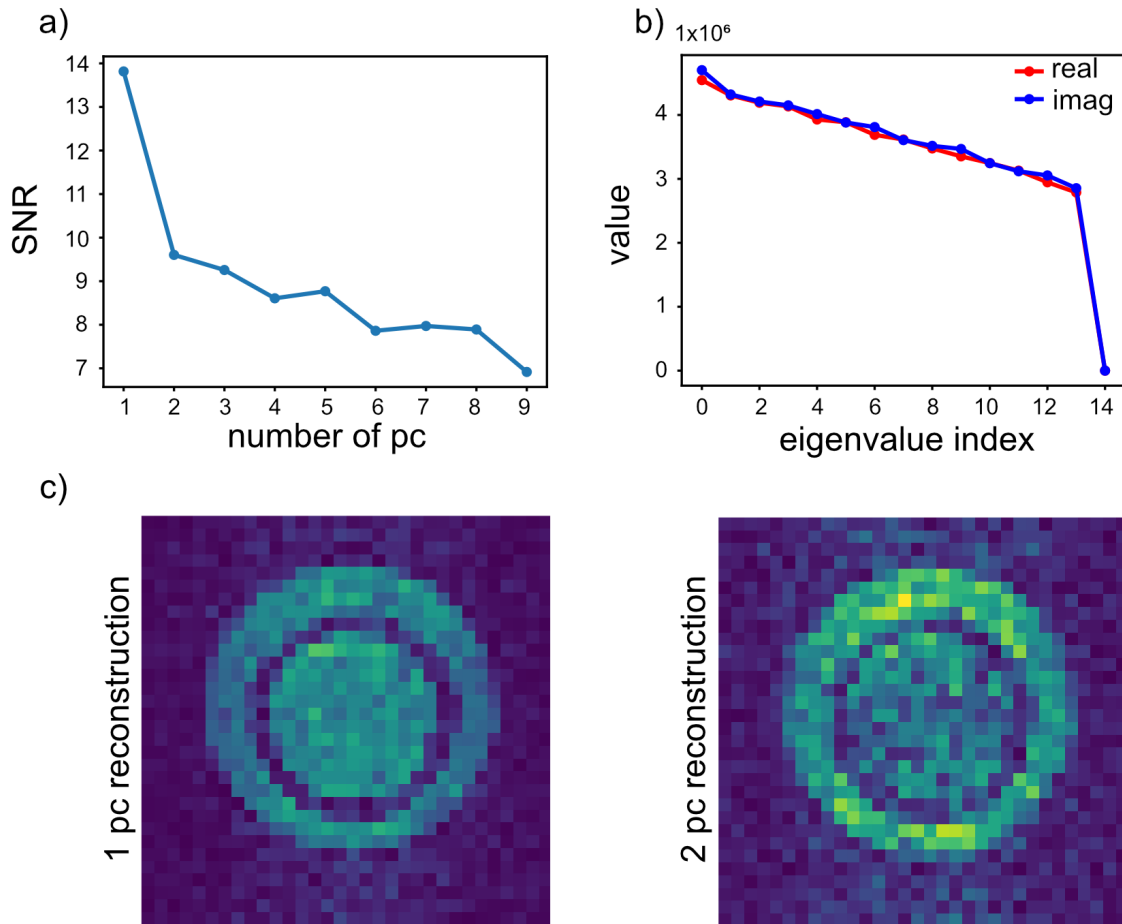 a)
14
13
12
11
10
9
8
7
SNR
1 2 3 4 5 6 7 8 9
number of pc
b)
1x10⁶
real
imag
4
3
2
1
0
value
0 2 4 6 8 10 12 14
eigenvalue index
c)
1 pc reconstruction
2 pc reconstruction